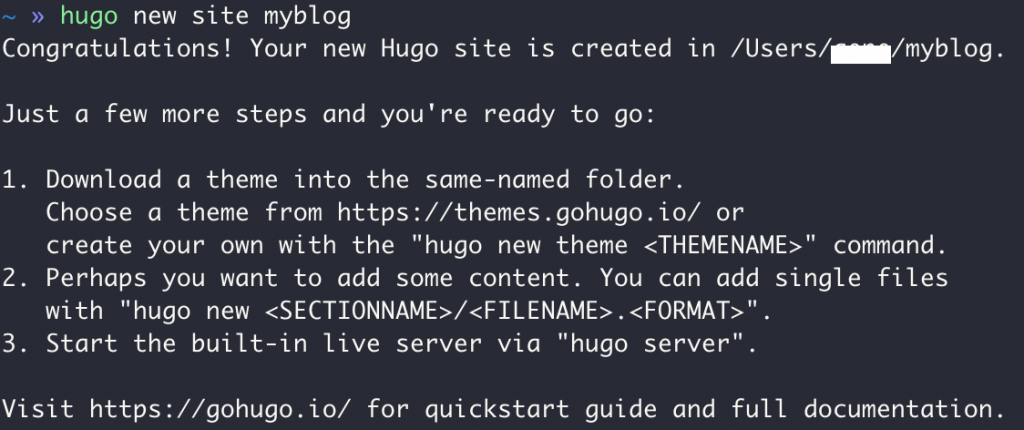 ~ » hugo new site myblog
Congratulations! Your new Hugo site is created in /Users/ /myblog.
Just a few more steps and you're ready to go:
1. Download a theme into the same-named folder.
Choose a theme from https://themes.gohugo.io/ or
create your own with the "hugo new theme <THEMENAME>" command.
2. Perhaps you want to add some content. You can add single files
with "hugo new <SECTIONNAME>/<FILENAME>.<FORMAT>".
3. Start the built-in live server via "hugo server".
Visit https://gohugo.io/ for quickstart guide and full documentation.